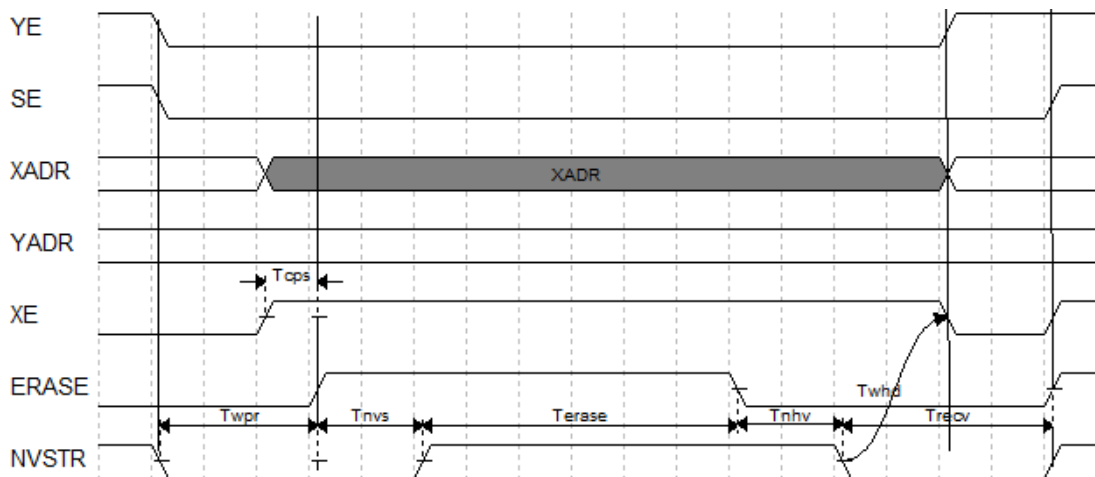 YE
SE
XADR
XADR
YADR
Tcps
XE
ERASE
Twhd
Twpr
Tnvs
Terase
Tnhv
Trecv
NVSTR